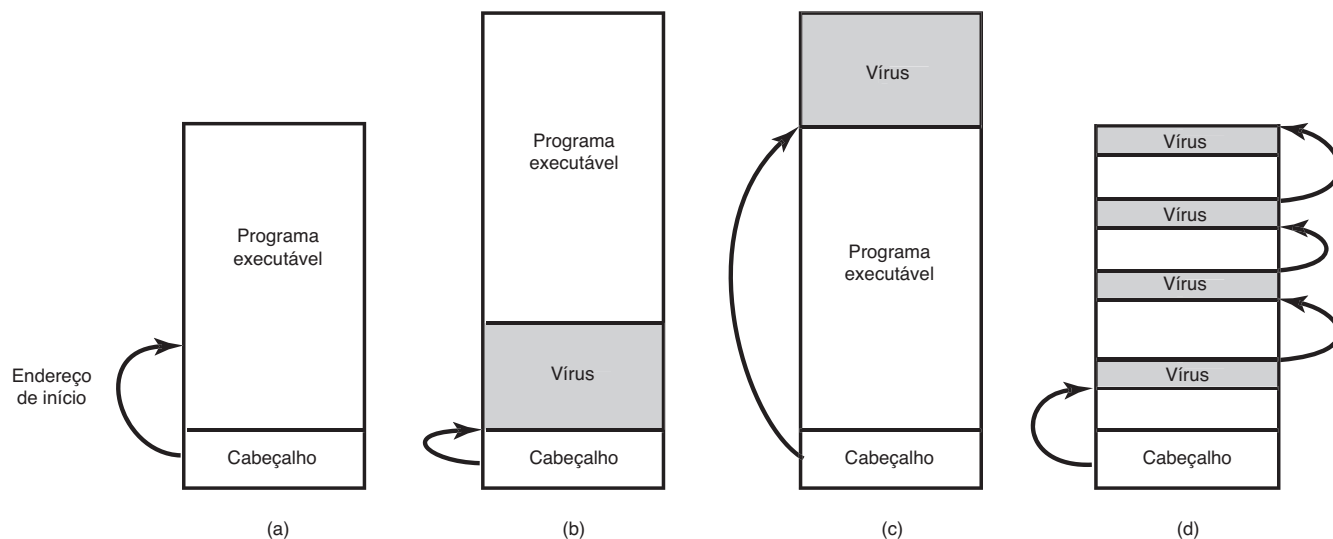 Endereço
de início
Programa
executável
Cabeçalho
(a)
Programa
executável
Vírus
Cabeçalho
(b)
Vírus
Programa
executável
Cabeçalho
(c)
Vírus
Vírus
Vírus
Vírus
Cabeçalho
(d)